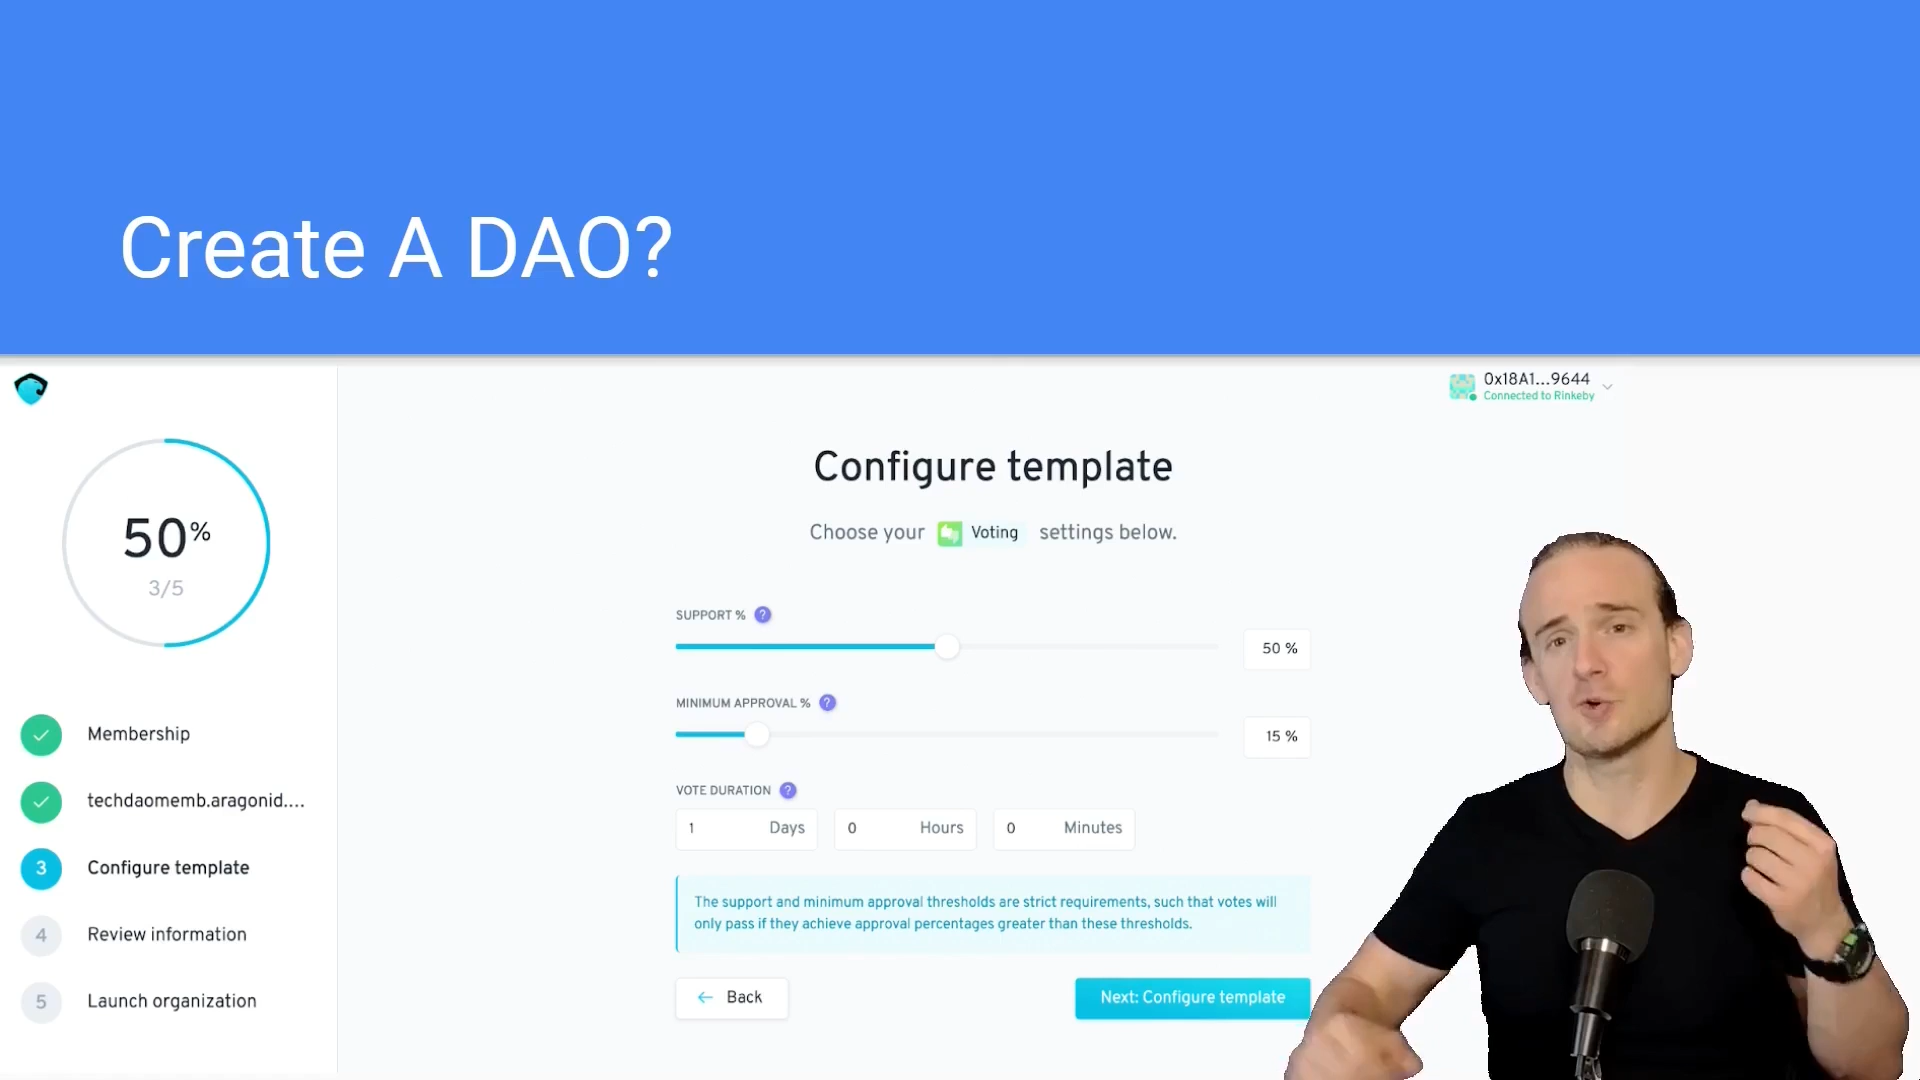 Create A DAO?
0x18A1...9644
Connected to Rinkeby
50%
3/5
Membership
techdaomemb.aragonid....
3 Configure template
4 Review information
5 Launch organization
Configure template
Choose your Voting settings below.
SUPPORT % ?
50 %
MINIMUM APPROVAL % ?
15 %
VOTE DURATION ?
1 Days 0 Hours 0 Minutes
The support and minimum approval thresholds are strict requirements, such that votes will
only pass if they achieve approval percentages greater than these thresholds.
← Back Next: Configure template